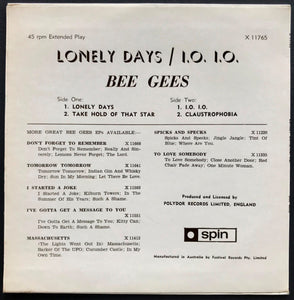 45 rpm Extended Play
X 11765
LONELY DAYS / I.O. I.O.
BEE GEES
Side One:
1. LONELY DAYS
2. TAKE HOLD OF THAT STAR
Side Two:
1. I.O. I.O.
2. CLAUSTROPHOBIA
MORE GREAT BEE GEES EPs AVAILABLE—
DON'T FORGET TO REMEMBER
Don't Forget To Remember; Really And Sincerely; Lemons Never Forget; The Lord.
TOMORROW TOMORROW
Tomorrow Tomorrow; Indian Gin and Whisky Dry; Sun In My Morning; Let There Be Love.
I STARTED A JOKE
I Started A Joke; Kilburn Towers; In The Summer Of His Years; Such A Shame.
I'VE GOTTA GET A MESSAGE TO YOU
I've Gotta Get A Message To You; Kitty Can; Down To Earth; Such A Shame.
MASSACHUSETTS
(The Lights Went Out In) Massachusetts; Barker Of The UFO; Cucumber Castle; In My Own Time.
SPICKS AND SPECKS
Spicks And Specks; Jingle Jangle; Tint Of Blue; Where Are You.
TO LOVE SOMEBODY
To Love Somebody; Close Another Door; Red Chair Fade Away; One Minute Woman.
Produced and Licensed by
POLYDOR RECORDS LIMITED, ENGLAND
spin
Manufactured in Australia by Festival Records Pty. Limited